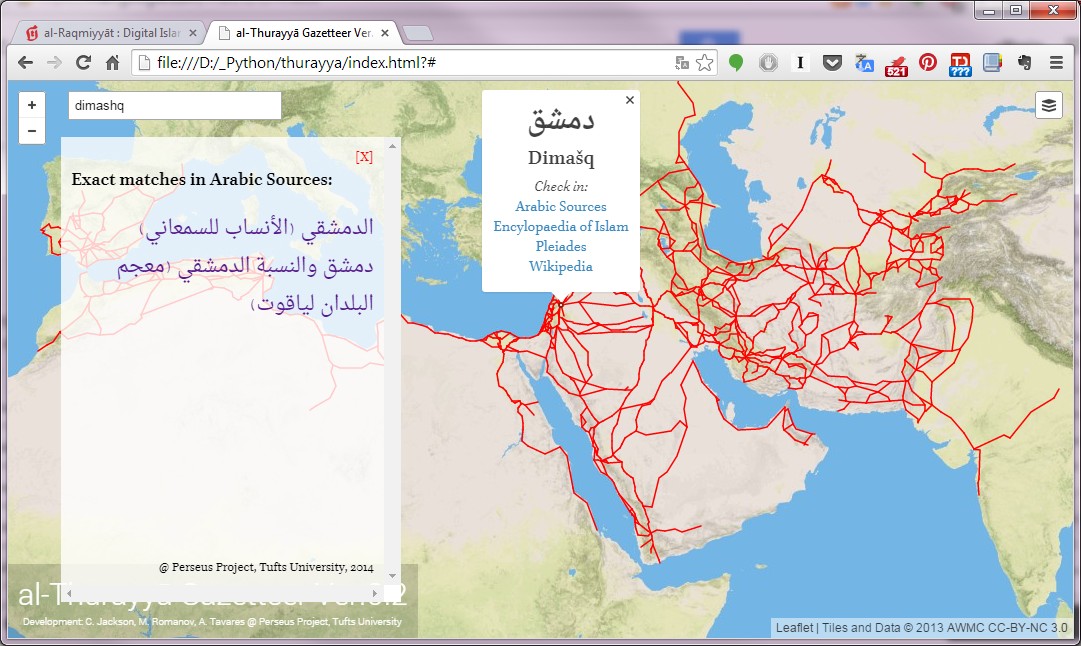 al-Raqmiyyāt : Digital Islar
al-Thurayyā Gazetteer Ver.
file:///D:/_Python/thurayya/index.html?#
I
521
???
+
−
dimashq
[X]
Exact matches in Arabic Sources:
الدمشقي (الأنساب للسمعاني)
دمشق والنسبة الدمشقي (معجم
البلدان لياقوت)
@ Perseus Project, Tufts University, 2014
دمشق
Dimašq
Check in:
Arabic Sources
Encylopaedia of Islam
Pleiades
Wikipedia
al-Thurayyā Gazetteer Ver. 0.2
Development: C. Jackson, M. Romanov, A. Tavares @ Perseus Project, Tufts University
Leaflet | Tiles and Data © 2013 AWMC CC-BY-NC 3.0